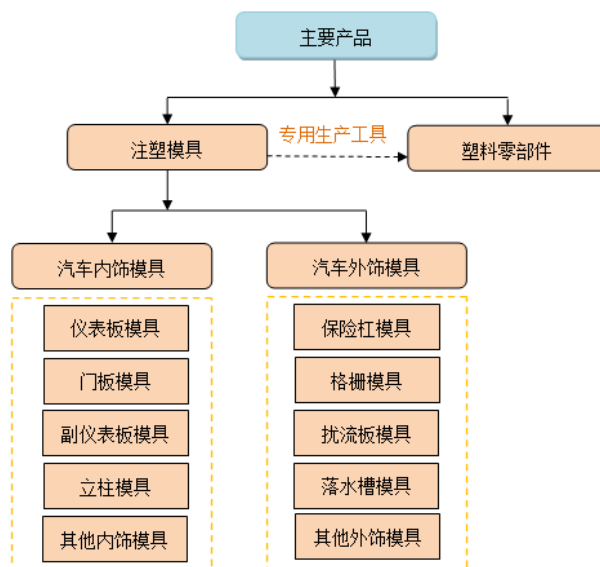 主要产品
专用生产工具
注塑模具
塑料零部件
汽车内饰模具
汽车外饰模具
仪表板模具
门板模具
副仪表板模具
立柱模具
其他内饰模具
保险杠模具
格栅模具
扰流板模具
落水槽模具
其他外饰模具